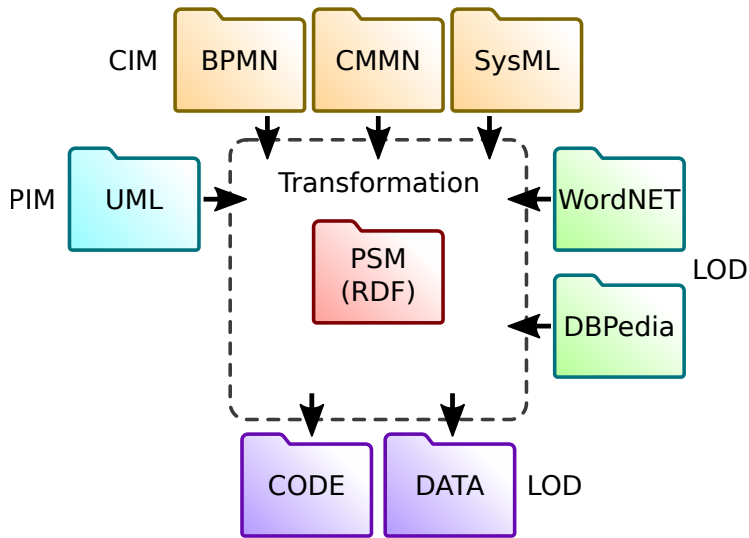 CIM
BPMN
CMMN
SysML
Transformation
PIM
UML
WordNET
PSM
(RDF)
LOD
DBPedia
CODE
DATA
LOD